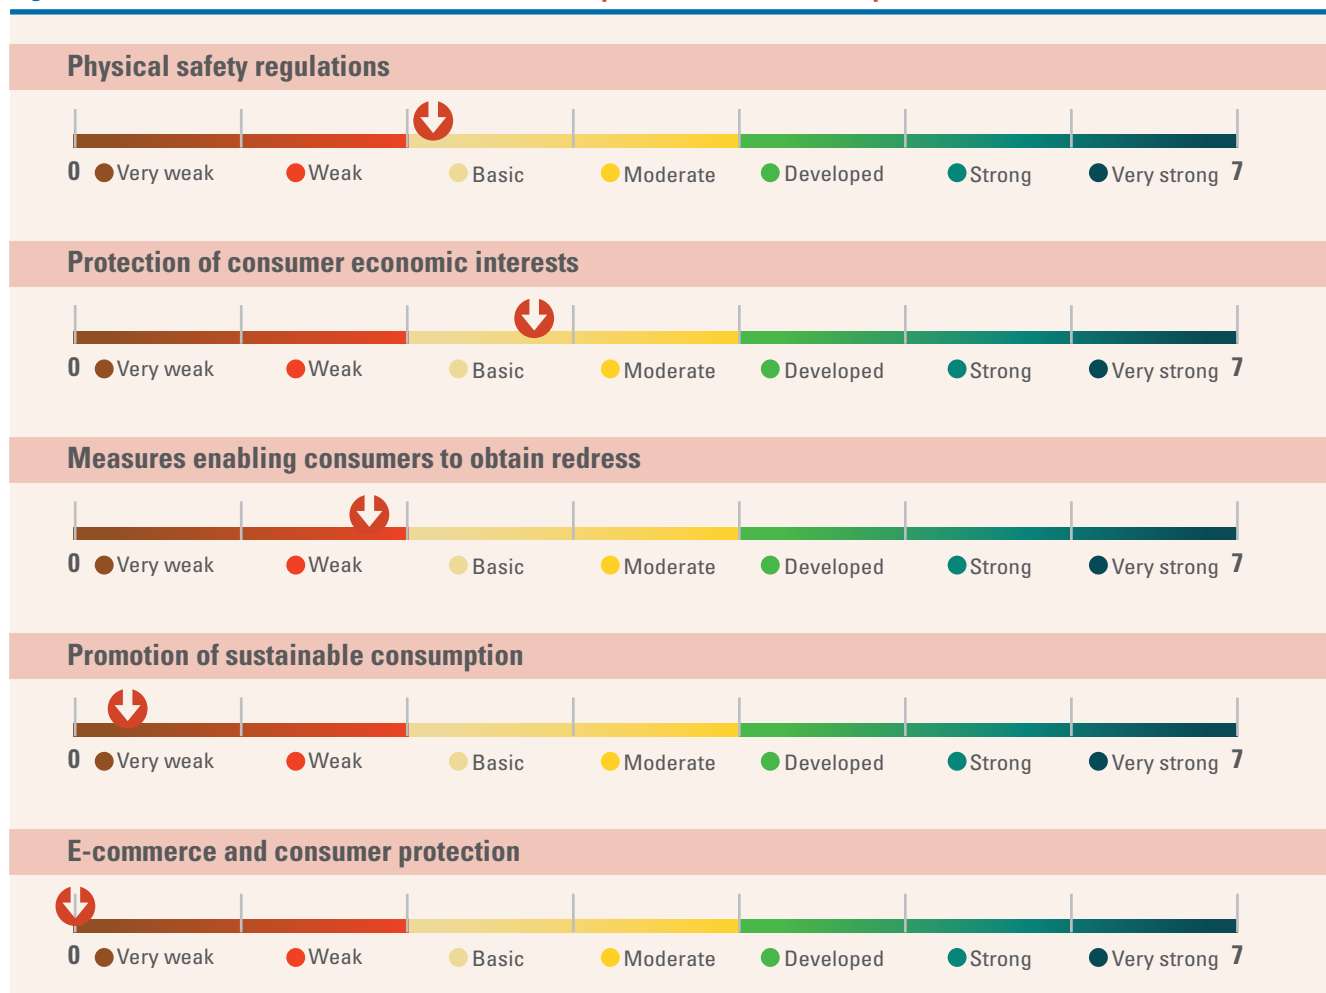 Physical safety regulations
0 Very weak Weak Basic Moderate Developed Strong Very strong 7
Protection of consumer economic interests
0 Very weak Weak Basic Moderate Developed Strong Very strong 7
Measures enabling consumers to obtain redress
0 Very weak Weak Basic Moderate Developed Strong Very strong 7
Promotion of sustainable consumption
0 Very weak Weak Basic Moderate Developed Strong Very strong 7
E-commerce and consumer protection
0 Very weak Weak Basic Moderate Developed Strong Very strong 7